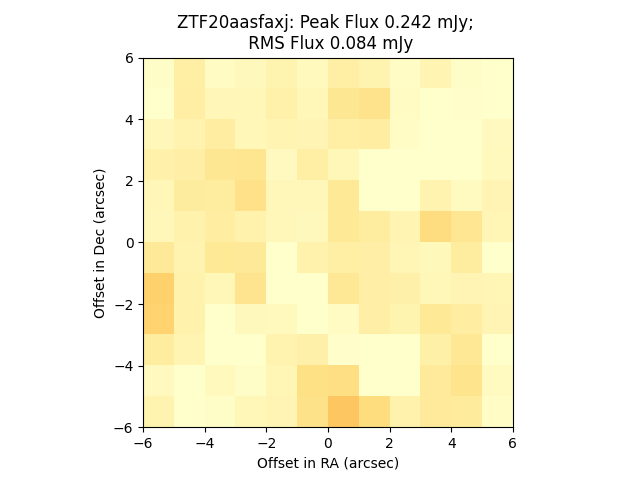 ZTF20aasfaxj: Peak Flux 0.242 mJy;
RMS Flux 0.084 mJy
6
4
2
0
−2
−4
−6
Offset in Dec (arcsec)
−6 −4 −2 0 2 4 6
Offset in RA (arcsec)